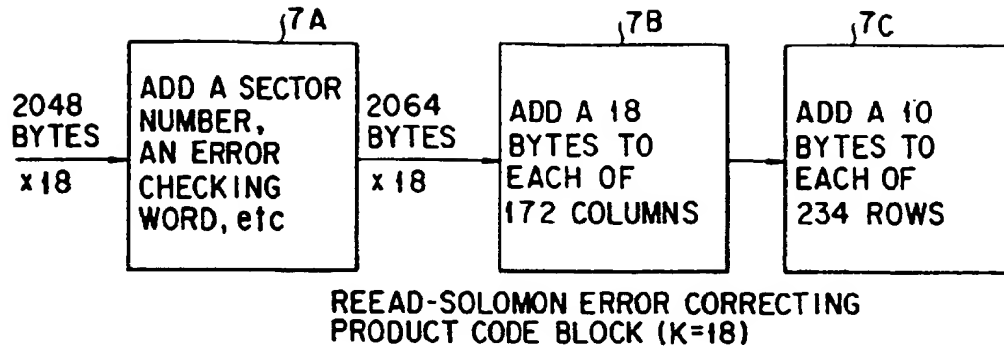 7A
7B
7C
2048
BYTES
x18
ADD A SECTOR
NUMBER,
AN ERROR
CHECKING
WORD, etc
2064
BYTES
x18
ADD A 18
BYTES TO
EACH OF
172 COLUMNS
ADD A 10
BYTES TO
EACH OF
234 ROWS
REEAD-SOLOMON ERROR CORRECTING
PRODUCT CODE BLOCK (K=18)